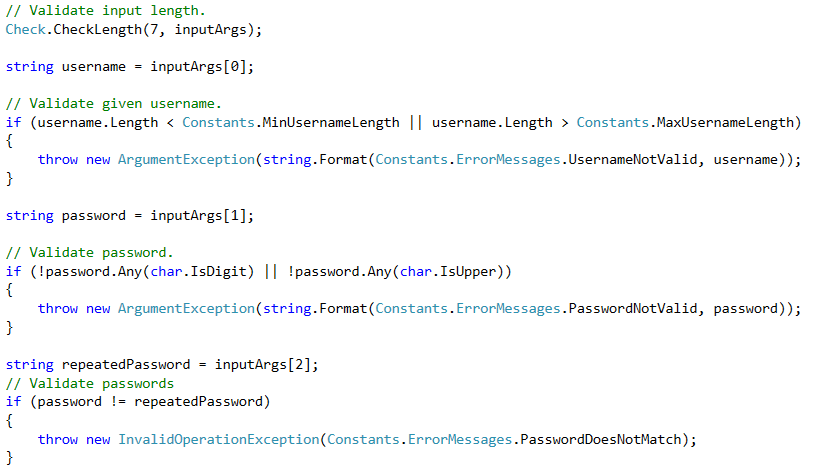 // Validate input length.
Check.CheckLength(7, inputArgs);

string username = inputArgs[0];

// Validate given username.
if (username.Length < Constants.MinUsernameLength || username.Length > Constants.MaxUsernameLength)
{
    throw new ArgumentException(string.Format(Constants.ErrorMessages.UsernameNotValid, username));
}

string password = inputArgs[1];

// Validate password.
if (!password.Any(char.IsDigit) || !password.Any(char.IsUpper))
{
    throw new ArgumentException(string.Format(Constants.ErrorMessages.PasswordNotValid, password));
}

string repeatedPassword = inputArgs[2];
// Validate passwords
if (password != repeatedPassword)
{
    throw new InvalidOperationException(Constants.ErrorMessages.PasswordDoesNotMatch);
}